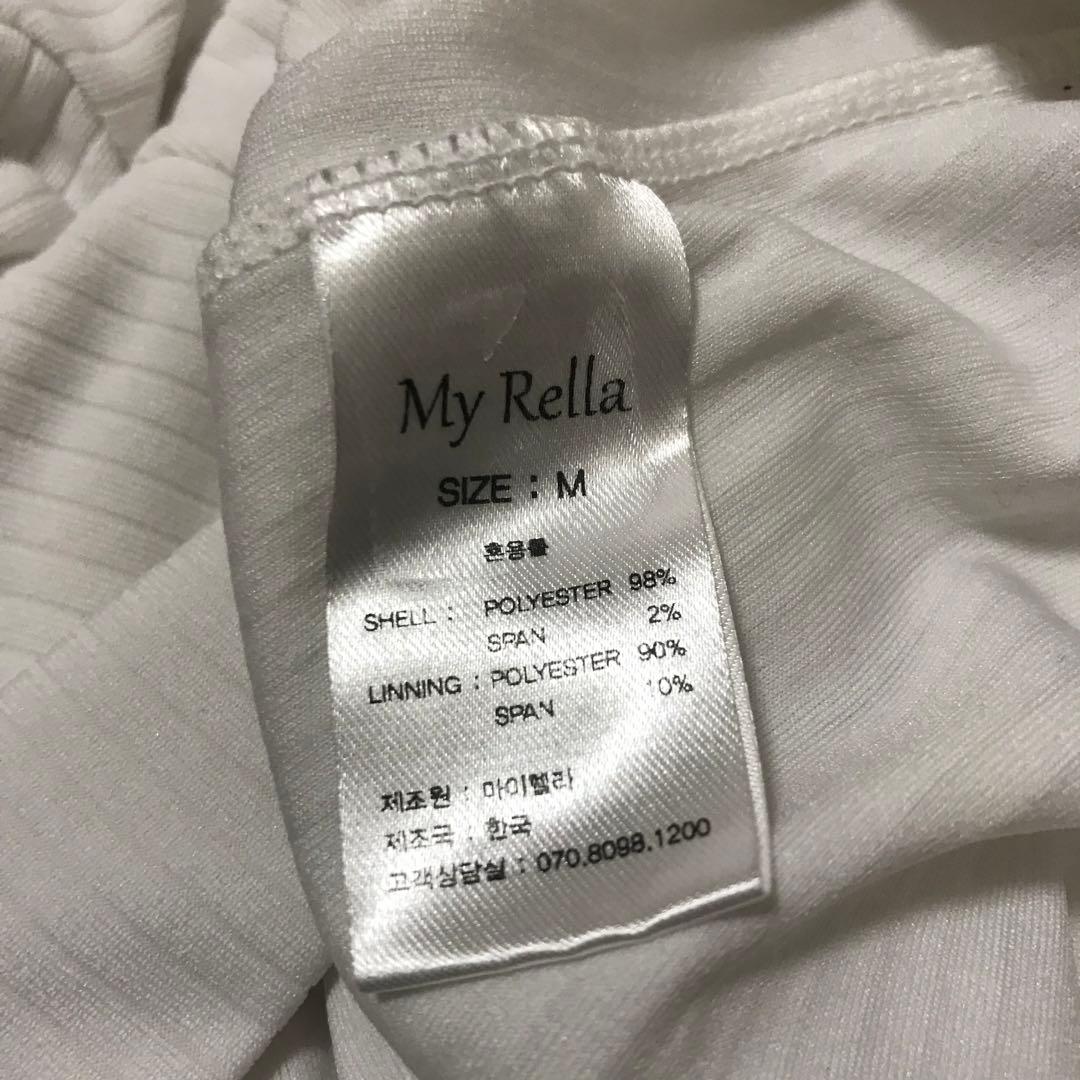 My Rella
SIZE : M
혼용률
SHELL : POLYESTER 98%
SPAN 2%
LINNING : POLYESTER 90%
SPAN 10%
제조원 : 마이렐라
제조국 : 한국
고객상담실 : 070.8098.1200